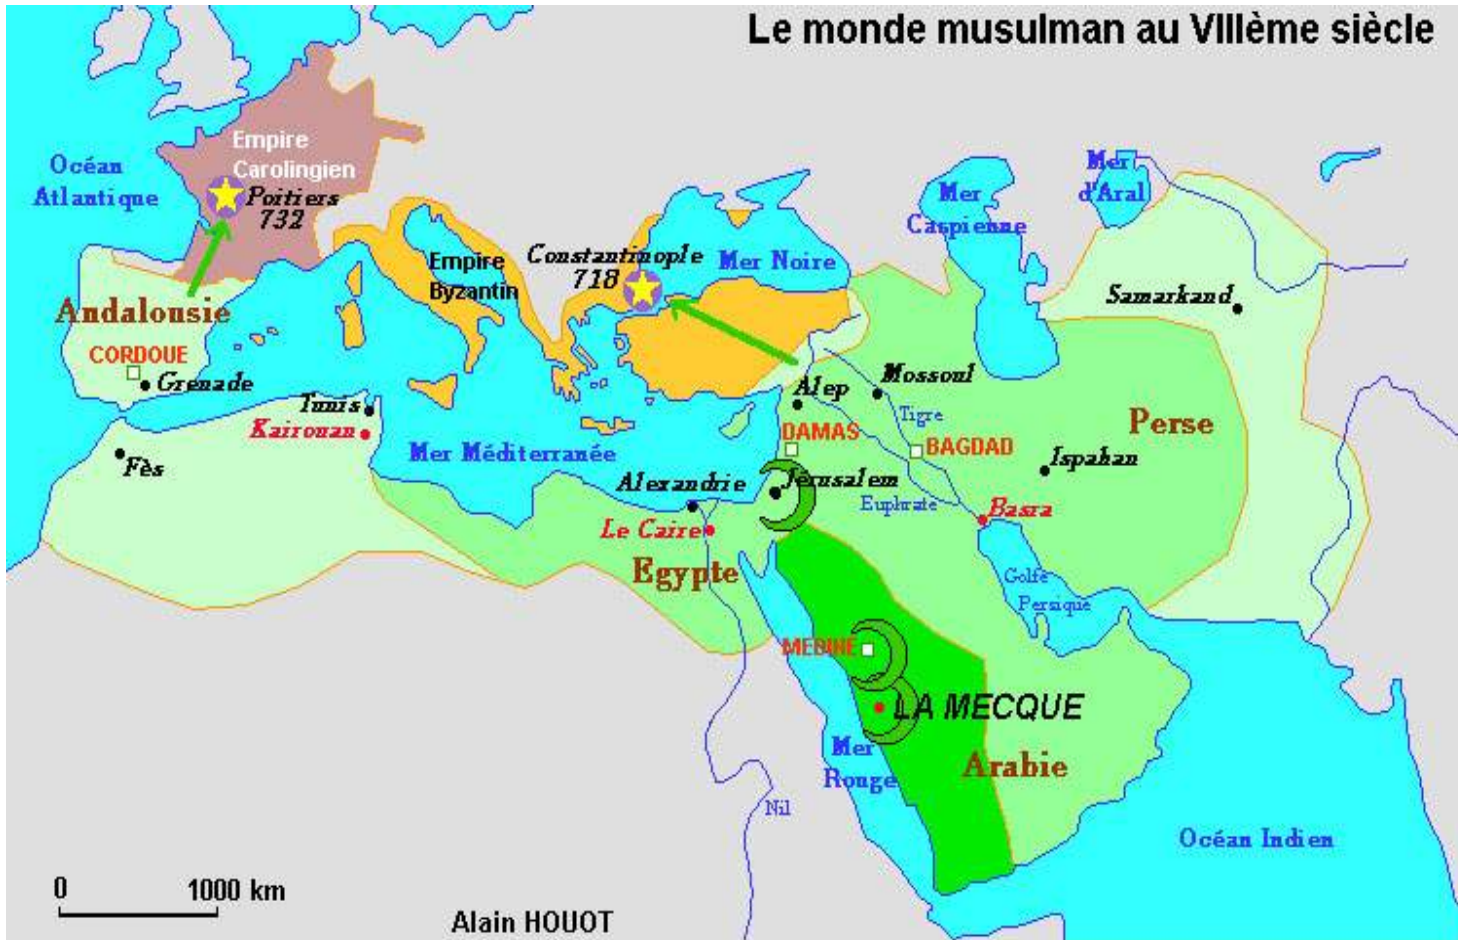 Le monde musulman au VIIIème siècle
Empire
Carolingien
Océan
Atlantique
Poitiers
732
Mer
d'Aral
Mer
Caspienne
Constantinople
718
Mer Noire
Empire
Byzantin
Andalousie
Samarkand
CORDOUE
Grenade
Mossoul
Alep
Tunis
Kairouan
Tigre
Perse
DAMAS
BAGDAD
Mer Méditerranée
Fès
Ispahan
Alexandrie
Jérusalem
Euphrate
Basra
Le Caire
Egypte
Golfe
Persique
MEDINE
LA MECQUE
Mer
Rouge
Arabie
Nil
Océan Indien
0 1000 km
Alain HOUOT